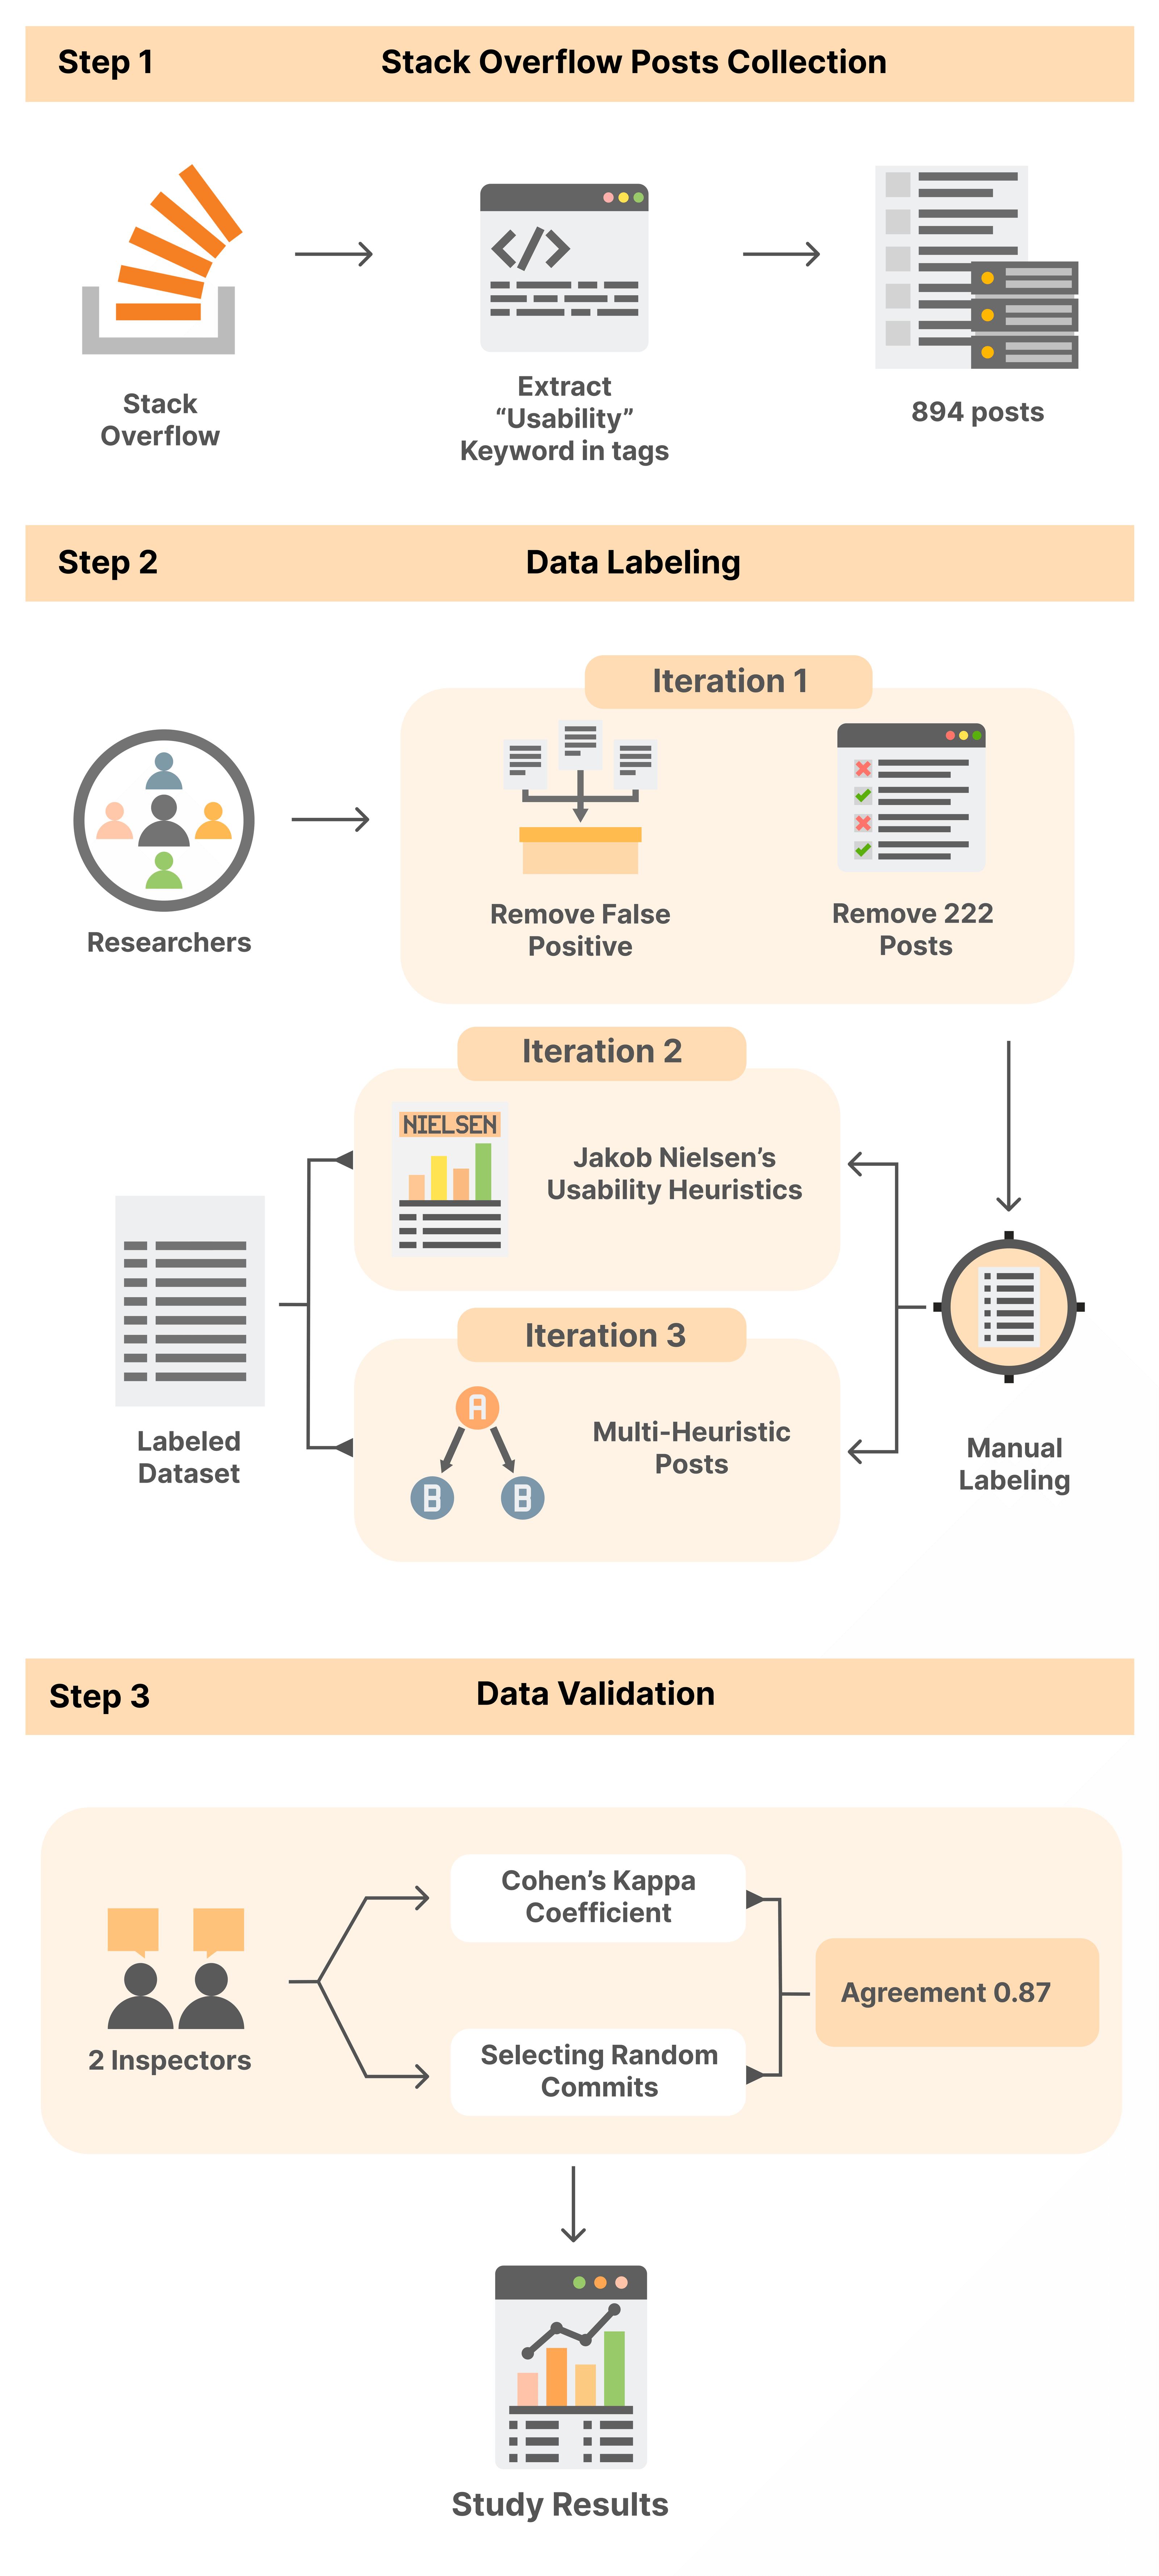 Step 1
Stack Overflow Posts Collection
Stack
Overflow
Extract
“Usability”
Keyword in tags
894 posts
Step 2
Data Labeling
Iteration 1
Researchers
Remove False
Positive
Remove 222
Posts
Iteration 2
NIELSEN
Jakob Nielsen’s
Usability Heuristics
Iteration 3
A
B
B
Multi-Heuristic
Posts
Labeled
Dataset
Manual
Labeling
Step 3
Data Validation
2 Inspectors
Cohen’s Kappa
Coefficient
Selecting Random
Commits
Agreement 0.87
Study Results